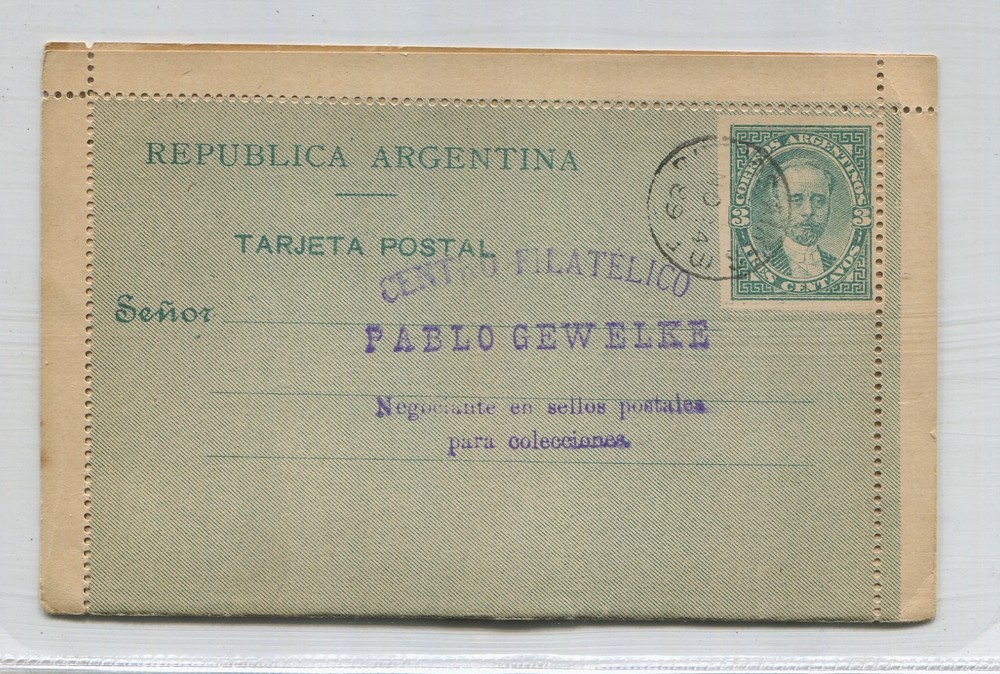 REPUBLICA ARGENTINA
TARJETA POSTAL
Señor
CORREOS ARGENTINOS
3 3
TRES CENTAVOS
CENTRO FILATÉLICO
PABLO GEWELKE
Negociante en sellos postales
para colecciones.